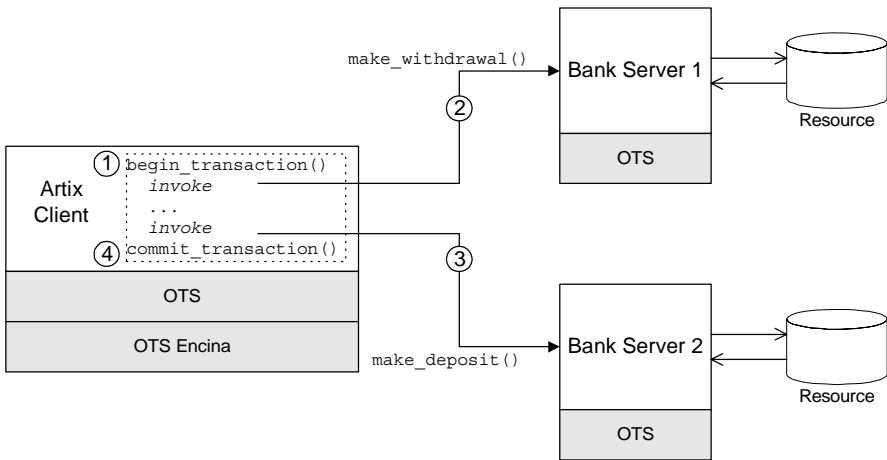 make_withdrawal()
2
Bank Server 1
OTS
Resource
Artix
Client
1
begin_transaction()
invoke
...
invoke
4
commit_transaction()
OTS
OTS Encina
3
make_deposit()
Bank Server 2
OTS
Resource